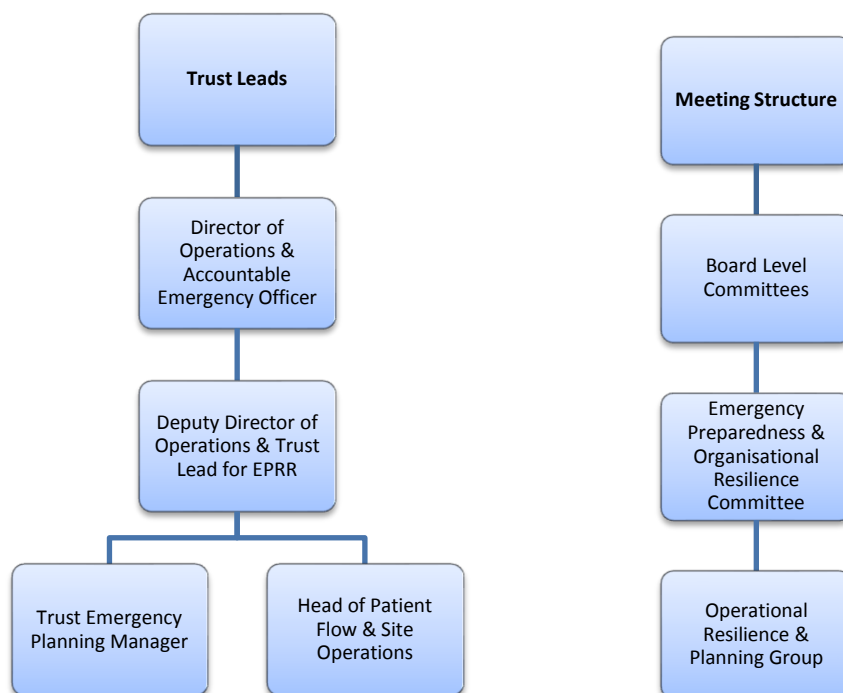 Trust Leads
Director of
Operations &
Accountable
Emergency Officer
Deputy Director of
Operations & Trust
Lead for EPRR
Trust Emergency
Planning Manager
Head of Patient
Flow & Site
Operations
Meeting Structure
Board Level
Committees
Emergency
Preparedness &
Organisational
Resilience
Committee
Operational
Resilience &
Planning Group